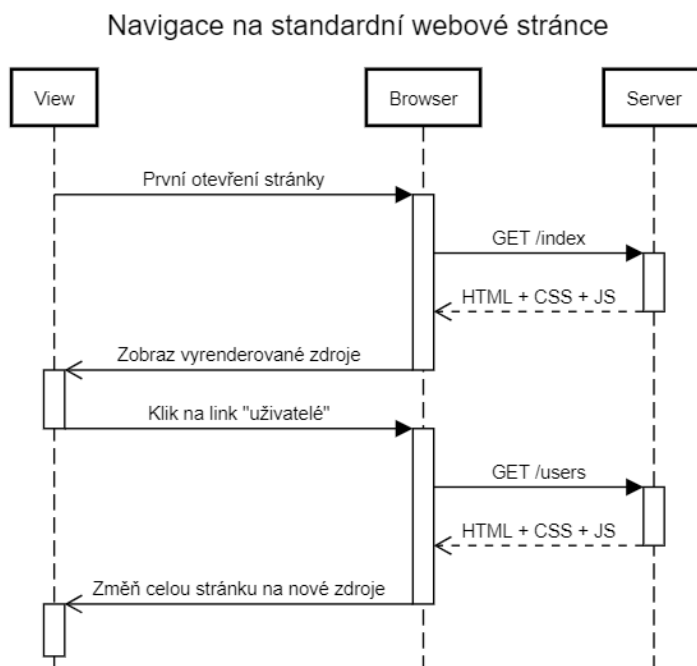 Navigace na standardní webové stránce
View
Browser
Server
První otevření stránky
GET /index
HTML + CSS + JS
Zobraz vyrenderované zdroje
Klik na link "uživatelé"
GET /users
HTML + CSS + JS
Změň celou stránku na nové zdroje